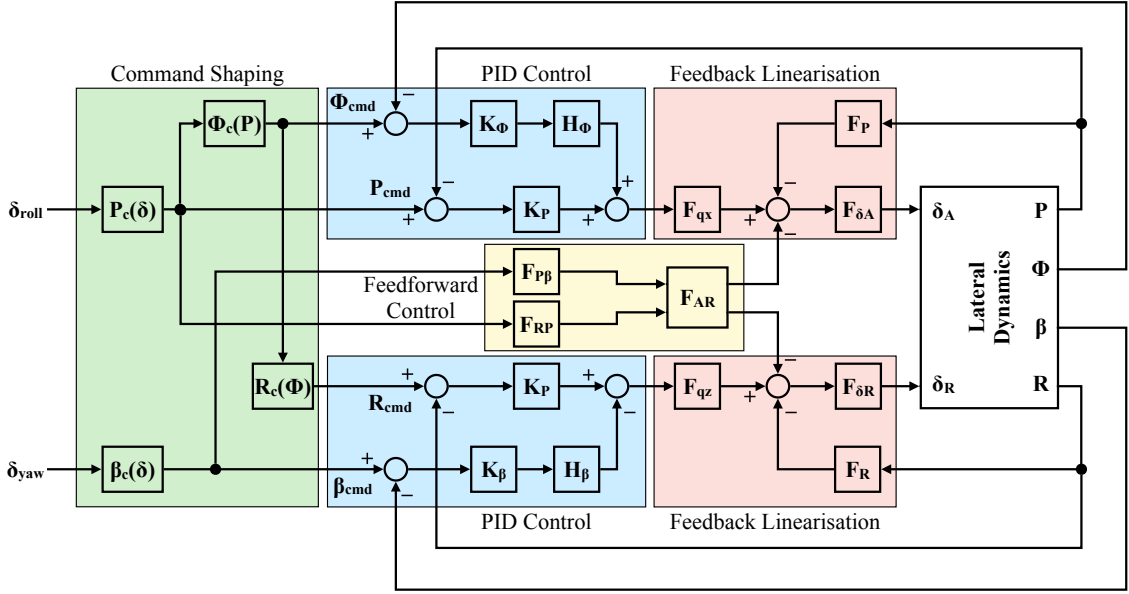 Command Shaping
PID Control
Feedback Linearisation
Φcmd
−
+
Φc(P)
KΦ
HΦ
FP
δroll
Pc(δ)
Pcmd
−
+
KP
+
+
Fqx
+
−
−
FδA
δA
P
Φ
β
R
δR
Lateral
Dynamics
Feedforward
Control
FPβ
FRP
FAR
Rc(Φ)
Rcmd
+
−
KP
+
−
Fqz
+
−
−
FδR
δyaw
βc(δ)
βcmd
+
−
Kβ
Hβ
FR
PID Control
Feedback Linearisation